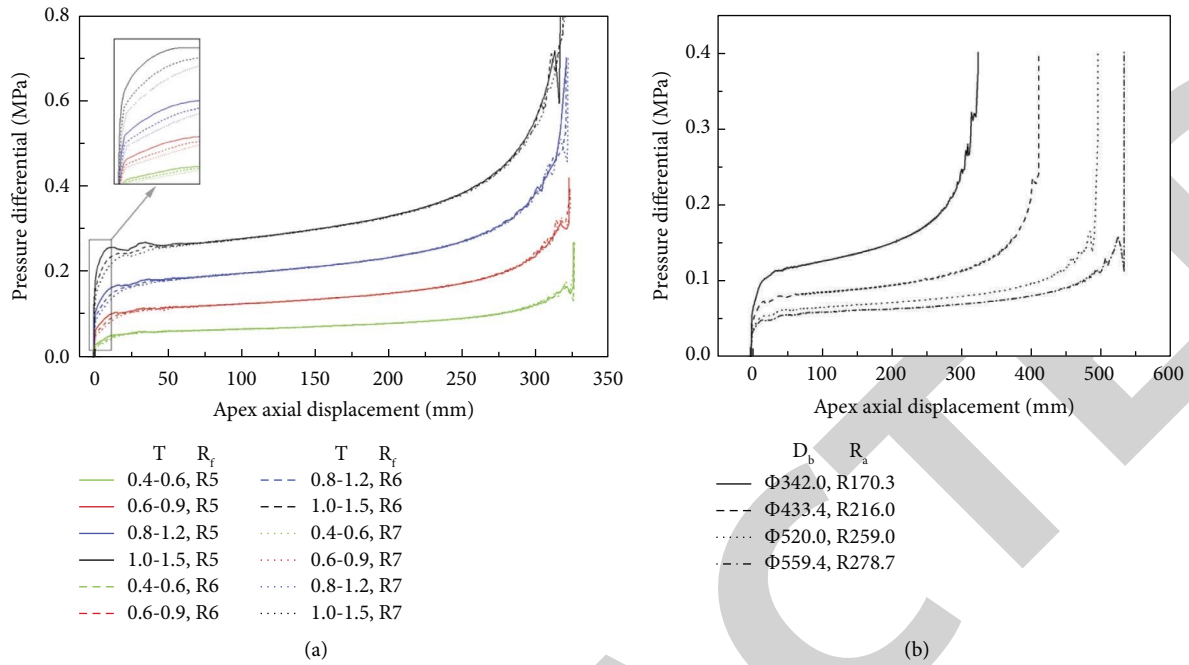 0.8
0.6
0.4
0.2
0.0
Pressure differential (MPa)
0 50 100 150 200 250 300 350
Apex axial displacement (mm)
T R_f T R_f
0.4-0.6, R5 0.8-1.2, R6
0.6-0.9, R5 1.0-1.5, R6
0.8-1.2, R5 0.4-0.6, R7
1.0-1.5, R5 0.6-0.9, R7
0.4-0.6, R6 0.8-1.2, R7
0.6-0.9, R6 1.0-1.5, R7
(a)
0.4
0.3
0.2
0.1
0.0
Pressure differential (MPa)
0 100 200 300 400 500 600
Apex axial displacement (mm)
D_b R_a
Φ342.0, R170.3
Φ433.4, R216.0
Φ520.0, R259.0
Φ559.4, R278.7
(b)